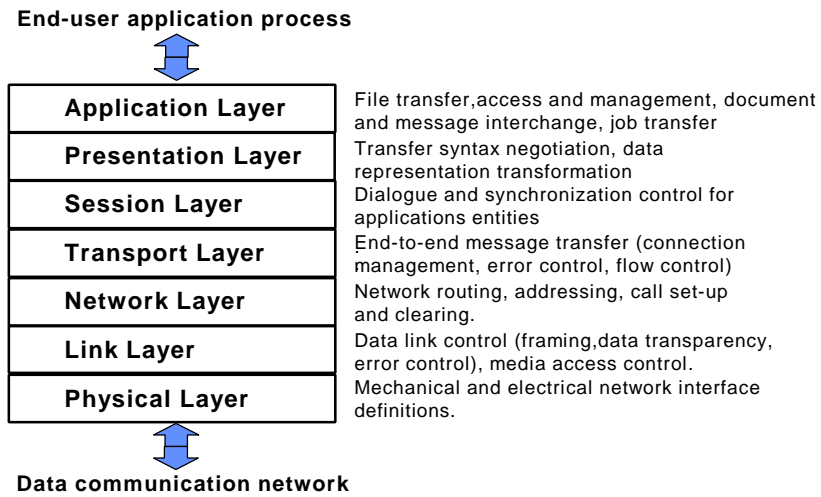 End-user application process
Application Layer
File transfer,access and management, document
and message interchange, job transfer
Presentation Layer
Transfer syntax negotiation, data
representation transformation
Session Layer
Dialogue and synchronization control for
applications entities
Transport Layer
End-to-end message transfer (connection
management, error control, flow control)
Network Layer
Network routing, addressing, call set-up
and clearing.
Link Layer
Data link control (framing,data transparency,
error control), media access control.
Physical Layer
Mechanical and electrical network interface
definitions.
Data communication network